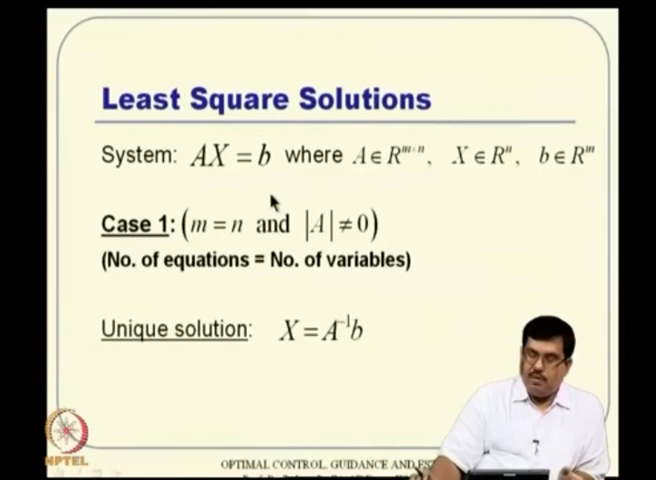 Least Square Solutions
System: AX = b where A ∈ R^{m×n}, X ∈ R^n, b ∈ R^m
Case 1: (m = n and |A| ≠ 0)
(No. of equations = No. of variables)
Unique solution: X = A^{-1}b
NPTEL
OPTIMAL CONTROL, GUIDANCE AND